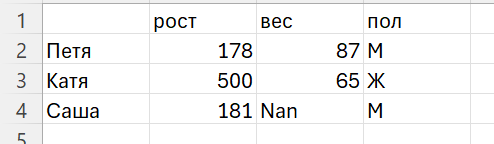 1 рост вес пол
2 Петя 178 87 М
3 Катя 500 65 Ж
4 Саша 181 Nan М
5